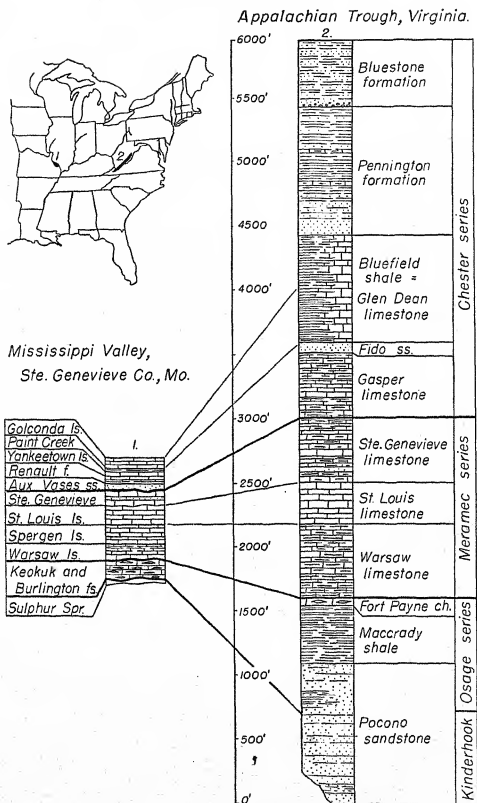 Appalachian Trough, Virginia.
2.
6000'
5500'
5000'
4500
4000'
3000'
2500'
2000'
1500'
1000'
500'
0'
1
2
Mississippi Valley,
Ste. Genevieve Co., Mo.
1.
Golconda ls.
Paint Creek
Yankeetown ls.
Renault f.
Aux Vases ss.
Ste. Genevieve
St. Louis ls.
Spergen ls.
Warsaw ls.
Keokuk and
Burlington fs.
Sulphur Spr.
Bluestone
formation
Pennington
formation
Bluefield
shale =
Glen Dean
limestone
Fido ss.
Gasper
limestone
Ste. Genevieve
limestone
St. Louis
limestone
Warsaw
limestone
Fort Payne ch.
Maccrady
shale
Pocono
sandstone
Chester series
Meramec series
Osage series
Kinderhook